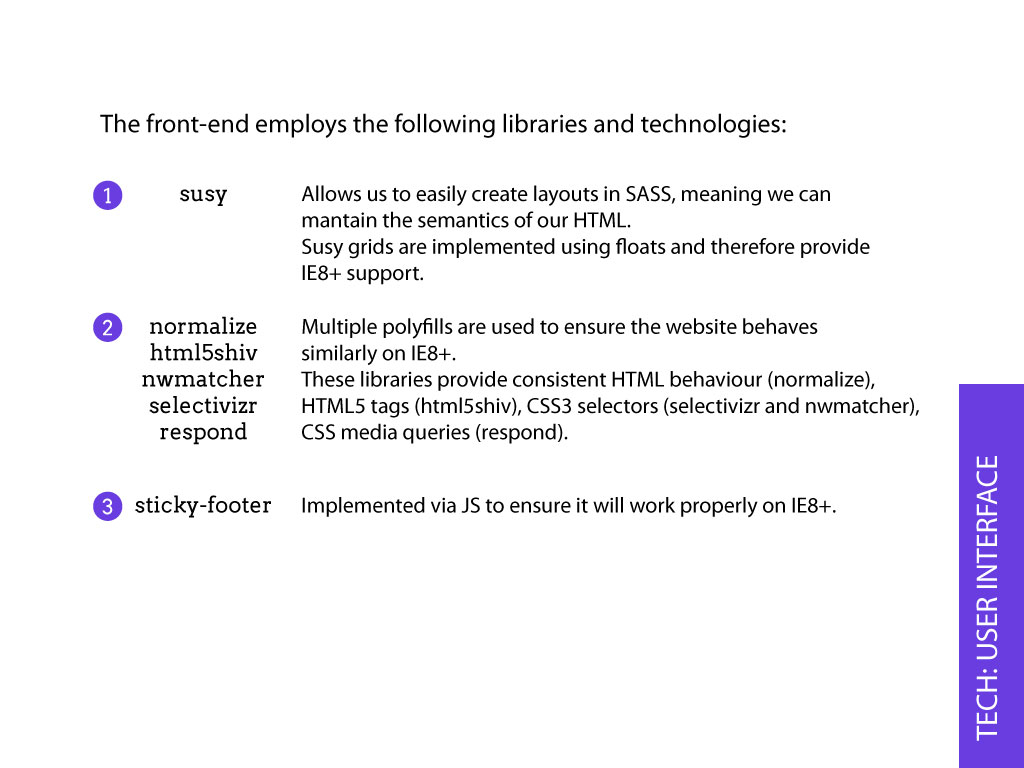 The front-end employs the following libraries and technologies:
1 susy Allows us to easily create layouts in SASS, meaning we can
mantain the semantics of our HTML.
Susy grids are implemented using floats and therefore provide
IE8+ support.
2 normalize Multiple polyfills are used to ensure the website behaves
html5shiv similarly on IE8+.
nwmatcher These libraries provide consistent HTML behaviour (normalize),
selectivizr HTML5 tags (html5shiv), CSS3 selectors (selectivizr and nwmatcher),
respond CSS media queries (respond).
3 sticky-footer Implemented via JS to ensure it will work properly on IE8+.
TECH: USER INTERFACE